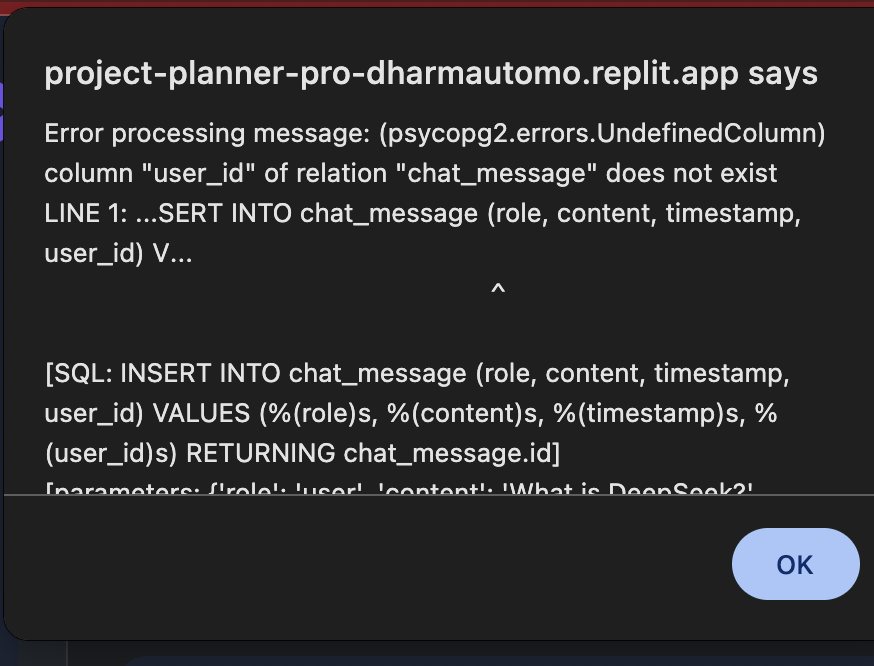 project-planner-pro-dharmautomo.replit.app says
Error processing message: (psycopg2.errors.UndefinedColumn)
column "user_id" of relation "chat_message" does not exist
LINE 1: ...SERT INTO chat_message (role, content, timestamp,
user_id) V...
^
[SQL: INSERT INTO chat_message (role, content, timestamp,
user_id) VALUES (%(role)s, %(content)s, %(timestamp)s, %
(user_id)s) RETURNING chat_message.id]
[parameters: {'role': 'user', 'content': 'What is DeepSeek?'
OK